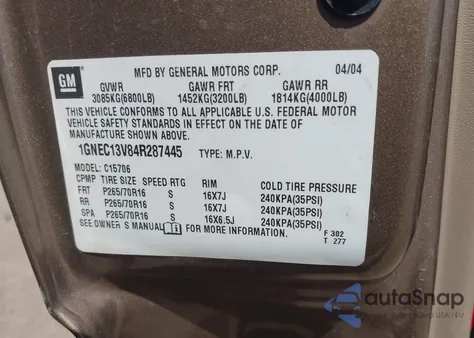 GM
MFD BY GENERAL MOTORS CORP. 04/04
GVWR GAWR FRT GAWR RR
3085KG(6800LB) 1452KG(3200LB) 1814KG(4000LB)
THIS VEHICLE CONFORMS TO ALL APPLICABLE U.S. FEDERAL MOTOR
VEHICLE SAFETY STANDARDS IN EFFECT ON THE DATE OF
MANUFACTURE SHOWN ABOVE.
1GNEC13V84R287445 TYPE: M.P.V.
MODEL: C15706
CPMP TIRE SIZE SPEED RTG RIM COLD TIRE PRESSURE
FRT P265/70R16 S 16X7J 240KPA(35PSI)
RR P265/70R16 S 16X7J 240KPA(35PSI)
SPA P265/70R16 S 16X6.5J 240KPA(35PSI)
SEE OWNER'S MANUAL FOR MORE INFORMATION.
F 302
T 277
autoSnap